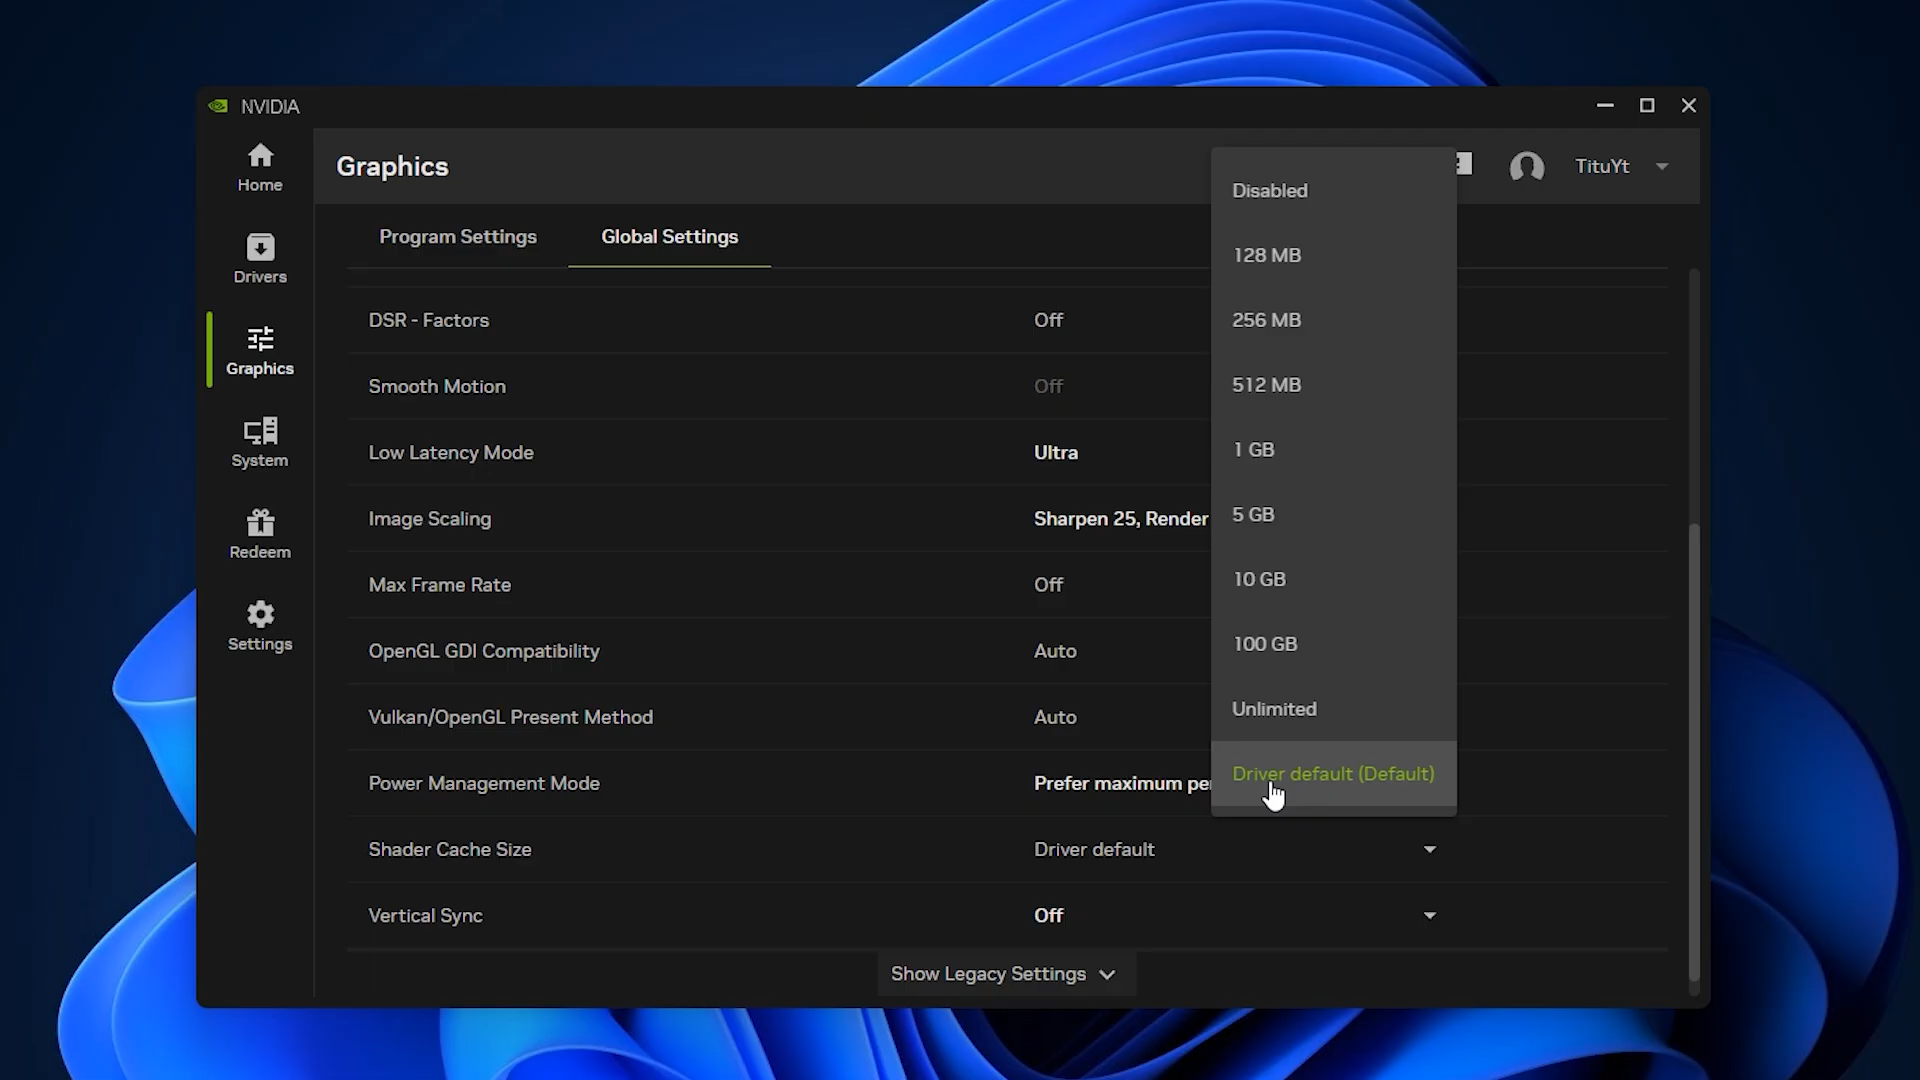 NVIDIA
Home
Drivers
Graphics
System
Redeem
Settings
Graphics
TituYt
Program Settings
Global Settings
DSR - Factors
Off
Smooth Motion
Off
Low Latency Mode
Ultra
Image Scaling
Sharpen 25, Render
Max Frame Rate
Off
OpenGL GDI Compatibility
Auto
Vulkan/OpenGL Present Method
Auto
Power Management Mode
Prefer maximum per
Shader Cache Size
Driver default
Vertical Sync
Off
Show Legacy Settings
Disabled
128 MB
256 MB
512 MB
1 GB
5 GB
10 GB
100 GB
Unlimited
Driver default (Default)